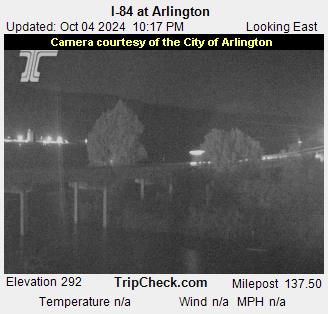 I-84 at Arlington
Updated: Oct 04 2024 10:17 PM Looking East
Camera courtesy of the City of Arlington
Elevation 292 TripCheck.com Milepost 137.50
Temperature n/a Wind n/a MPH n/a